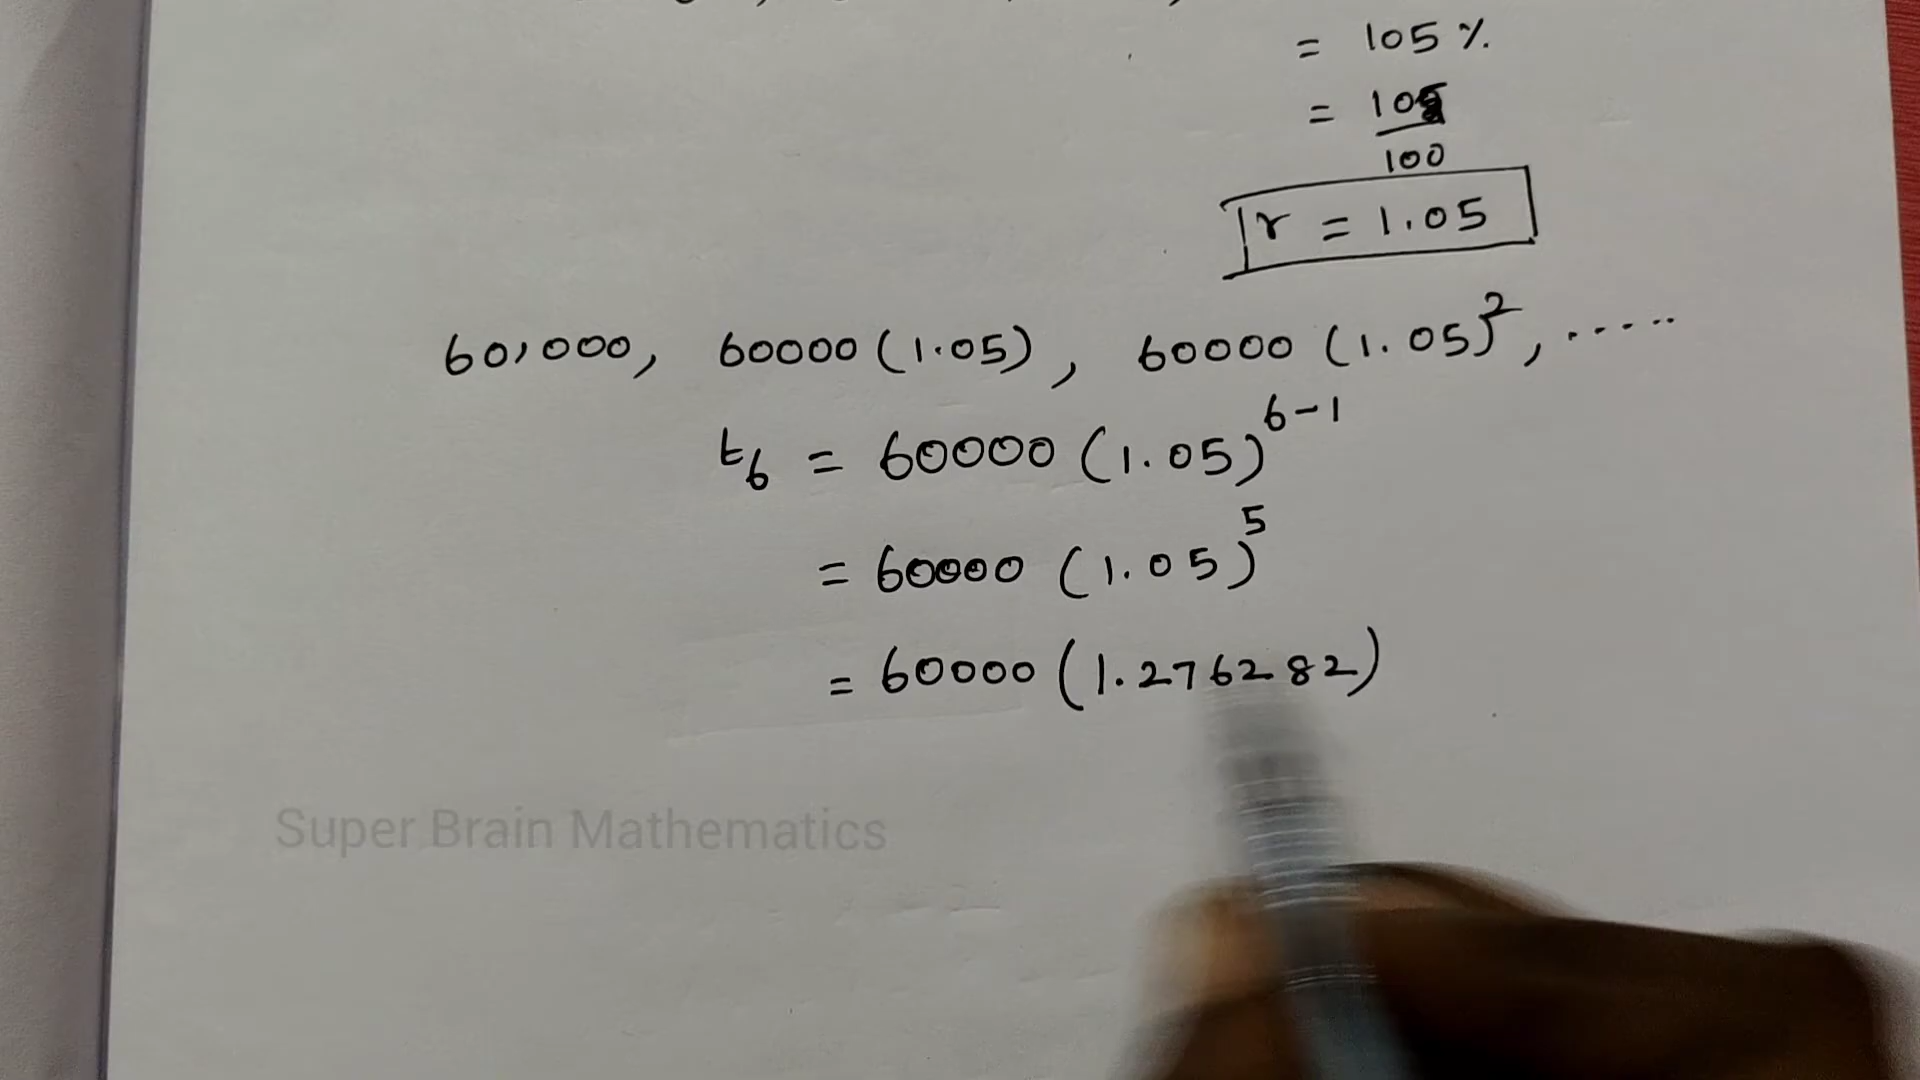 = 105 %
= 105
100
r = 1.05
60,000, 60000 (1.05), 60000 (1.05)², .....
t₆ = 60000 (1.05)⁶⁻¹
= 60000 (1.05)⁵
= 60000 (1.276282)
Super Brain Mathematics